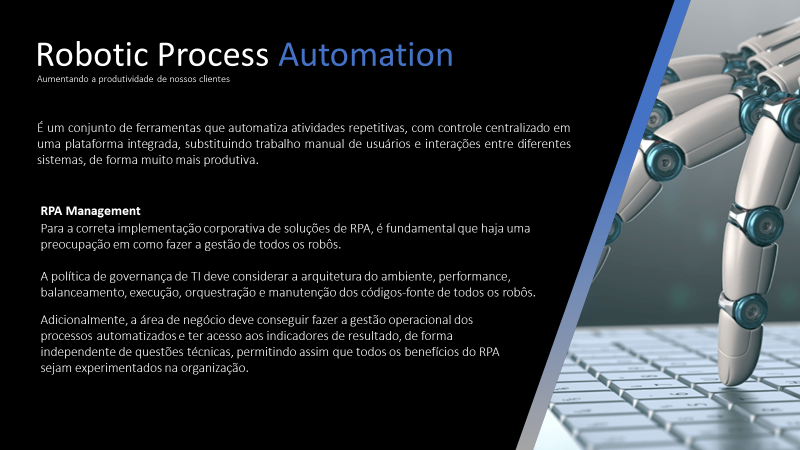 Robotic Process Automation
Aumentando a produtividade de nossos clientes
É um conjunto de ferramentas que automatiza atividades repetitivas, com controle centralizado em
uma plataforma integrada, substituindo trabalho manual de usuários e interações entre diferentes
sistemas, de forma muito mais produtiva.
RPA Management
Para a correta implementação corporativa de soluções de RPA, é fundamental que haja uma
preocupação em como fazer a gestão de todos os robôs.
A política de governança de TI deve considerar a arquitetura do ambiente, performance,
balanceamento, execução, orquestração e manutenção dos códigos-fonte de todos os robôs.
Adicionalmente, a área de negócio deve conseguir fazer a gestão operacional dos
processos automatizados e ter acesso aos indicadores de resultado, de forma
independente de questões técnicas, permitindo assim que todos os benefícios do RPA
sejam experimentados na organização.